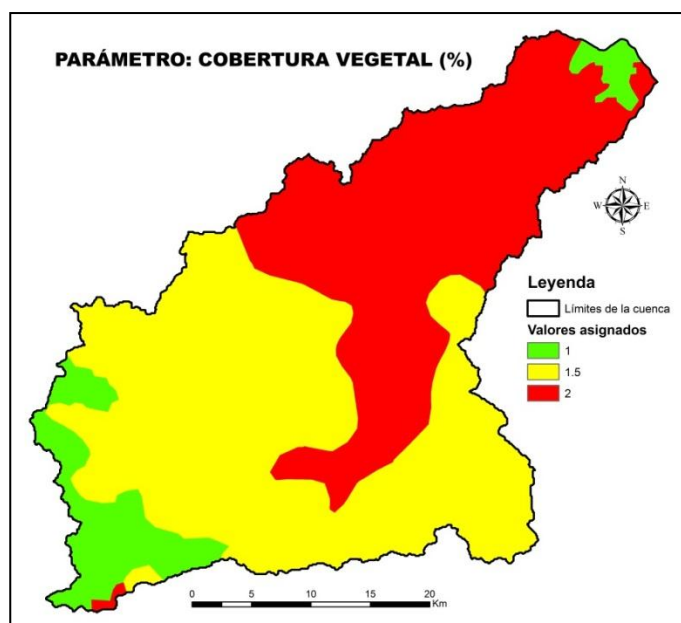 PARÁMETRO: COBERTURA VEGETAL (%)
N
W E
S
Leyenda
Límites de la cuenca
Valores asignados
1
1.5
2
0 5 10 15 20
Km